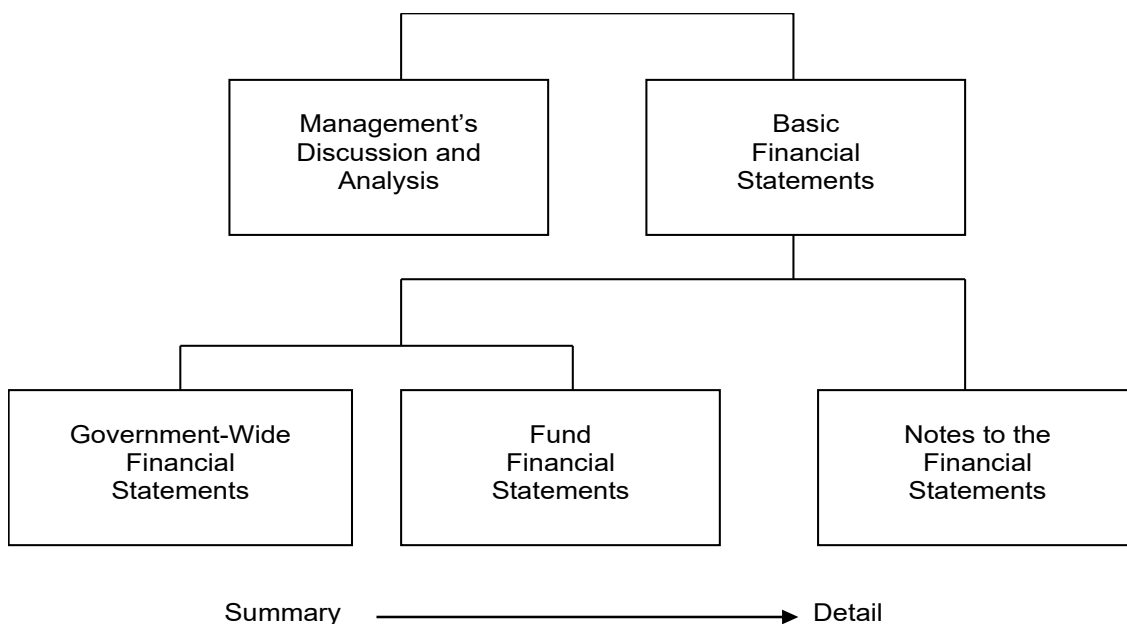 Management’s
Discussion and
Analysis
Basic
Financial
Statements
Government-Wide
Financial
Statements
Fund
Financial
Statements
Notes to the
Financial
Statements
Summary
Detail